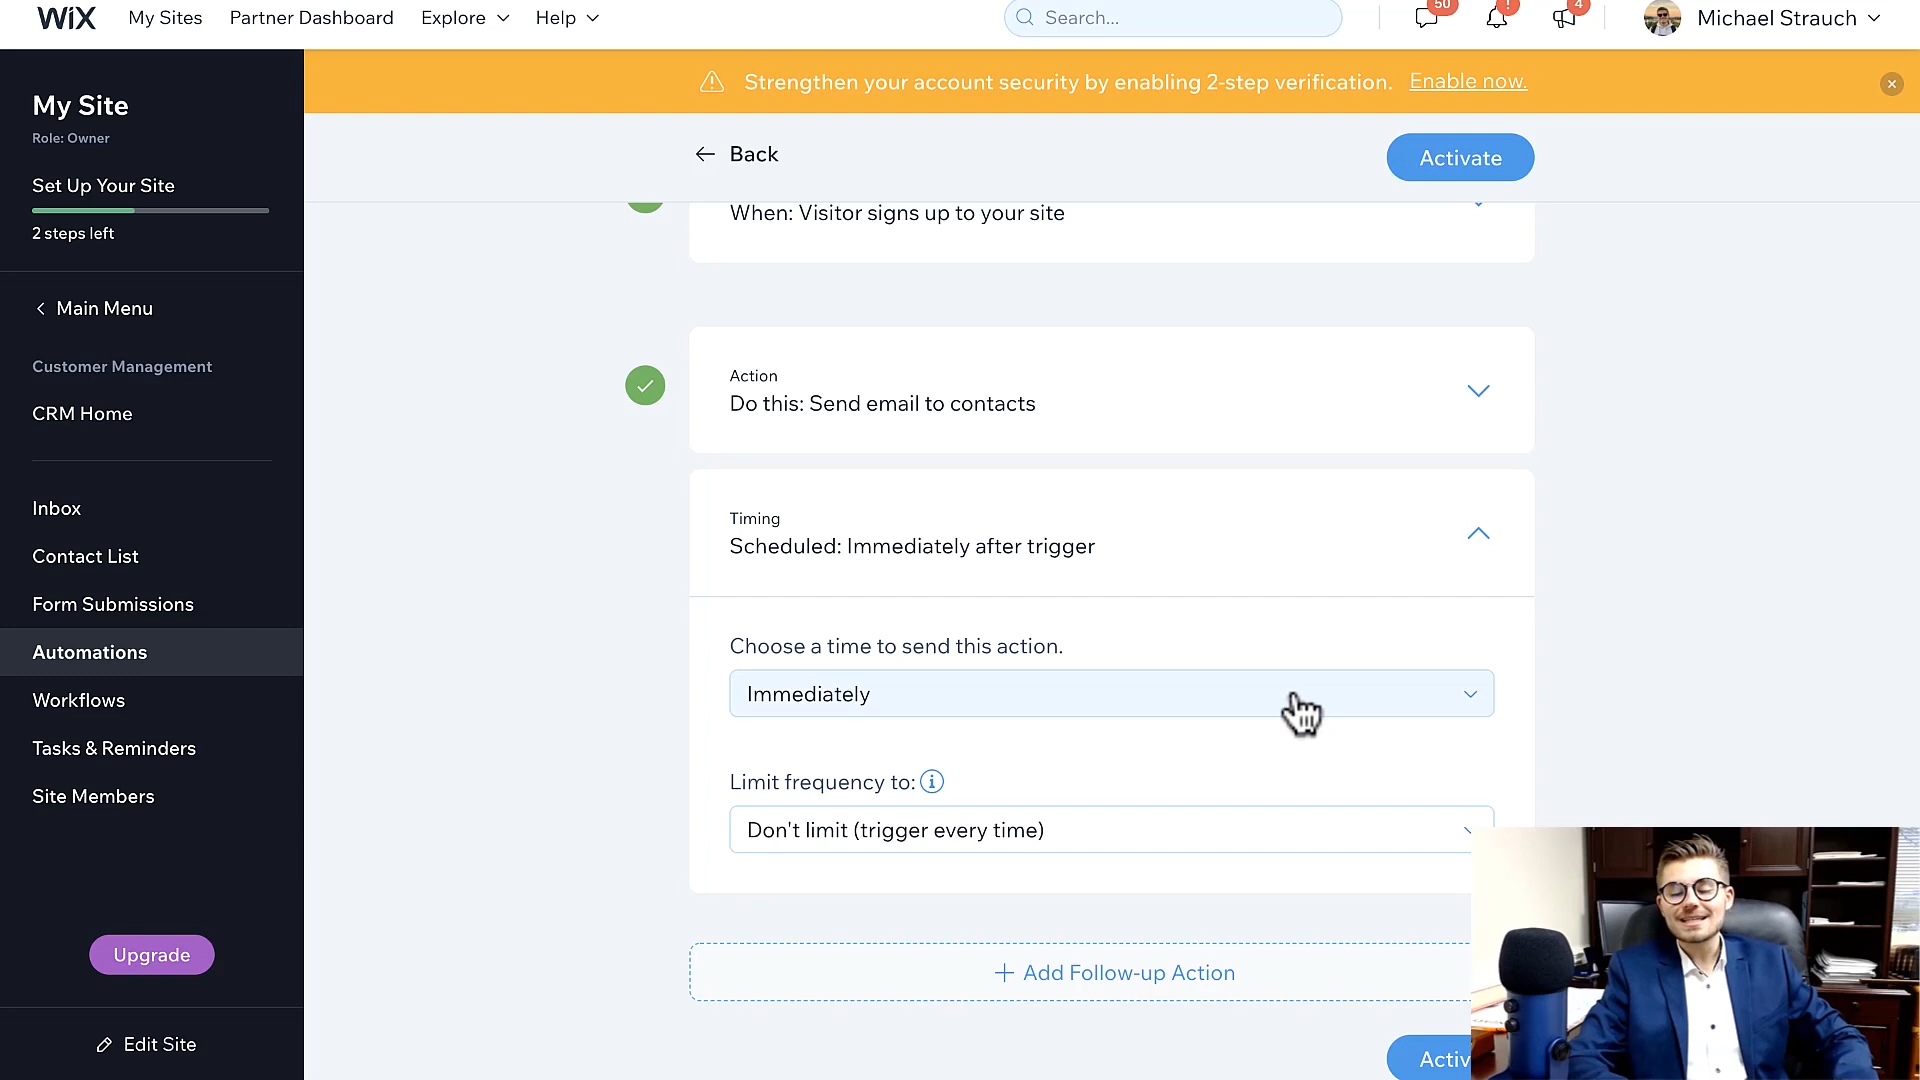 WIX
My Sites
Partner Dashboard
Explore
Help
Search...
50
!
4
Michael Strauch
My Site
Role: Owner
Set Up Your Site
2 steps left
Main Menu
Customer Management
CRM Home
Inbox
Contact List
Form Submissions
Automations
Workflows
Tasks & Reminders
Site Members
Upgrade
Edit Site
Strengthen your account security by enabling 2-step verification. Enable now.
Back
Activate
When: Visitor signs up to your site
Action
Do this: Send email to contacts
Timing
Scheduled: Immediately after trigger
Choose a time to send this action.
Immediately
Limit frequency to:
Don't limit (trigger every time)
+ Add Follow-up Action
Activ